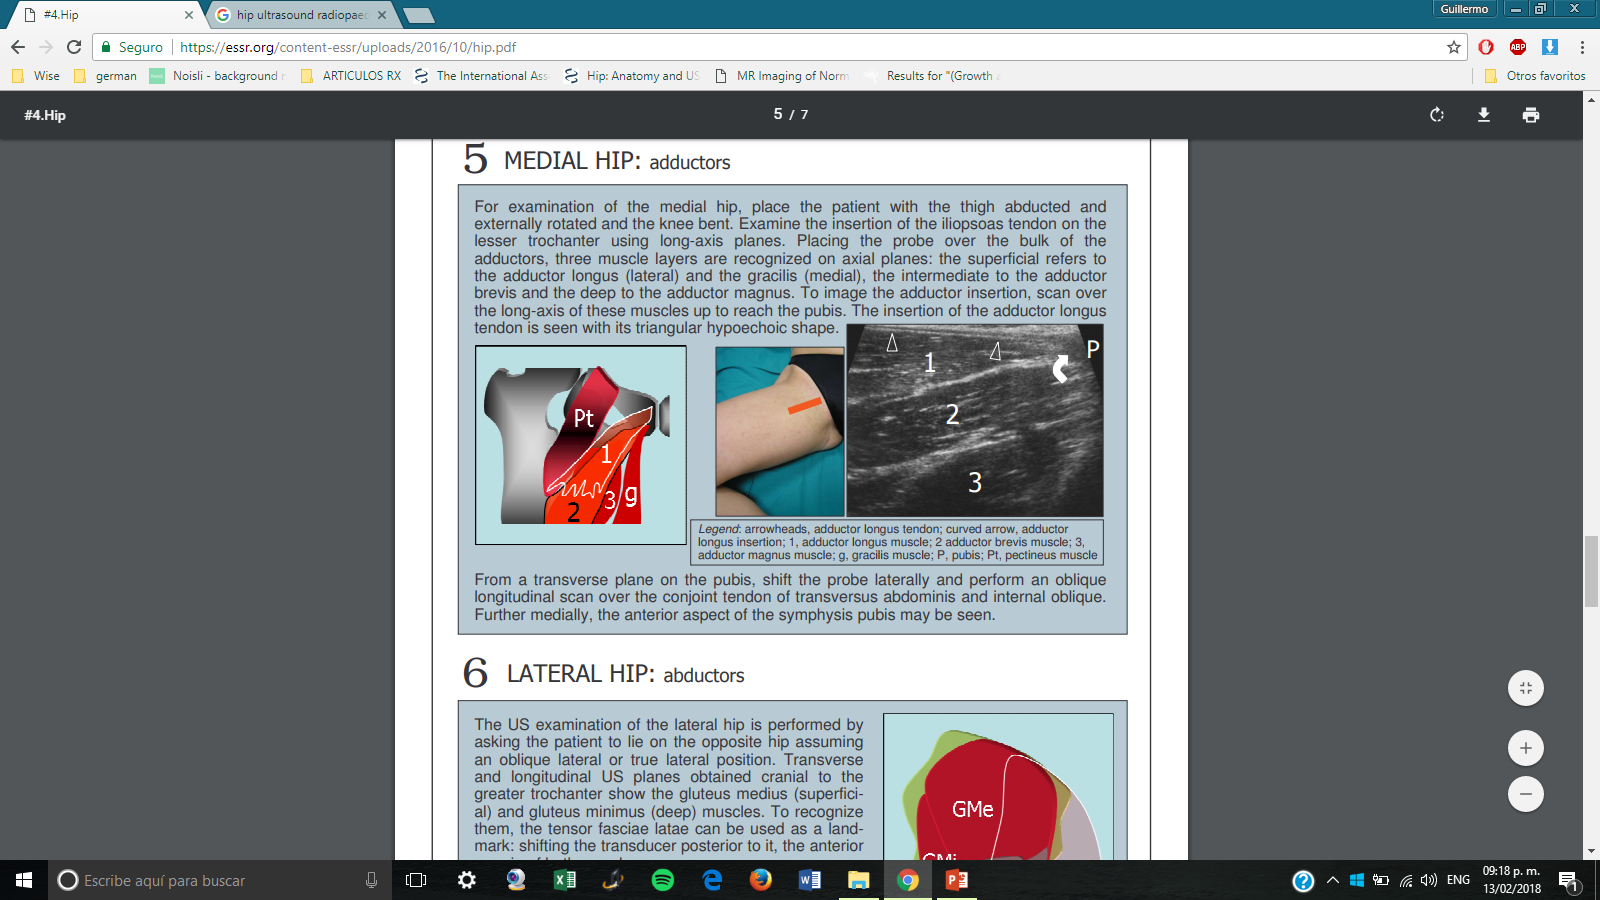 #4.Hip
hip ultrasound radiopaed
Guillermo
Seguro
https://essr.org/content-essr/uploads/2016/10/hip.pdf
ABP
Wise
german
Noisli - background
ARTICULOS RX
The International Ass
Hip: Anatomy and US
MR Imaging of Norm
Results for "(Growth
Otros favoritos
#4.Hip
5 / 7
5 MEDIAL HIP: adductors
For examination of the medial hip, place the patient with the thigh abducted and
externally rotated and the knee bent. Examine the insertion of the iliopsoas tendon on the
lesser trochanter using long-axis planes. Placing the probe over the bulk of the
adductors, three muscle layers are recognized on axial planes: the superficial refers to
the adductor longus (lateral) and the gracilis (medial), the intermediate to the adductor
brevis and the deep to the adductor magnus. To image the adductor insertion, scan over
the long-axis of these muscles up to reach the pubis. The insertion of the adductor longus
tendon is seen with its triangular hypoechoic shape.
Pt
1
2
3
g
1
2
3
P
Legend: arrowheads, adductor longus tendon; curved arrow, adductor
longus insertion; 1, adductor longus muscle; 2 adductor brevis muscle; 3,
adductor magnus muscle; g, gracilis muscle; P, pubis; Pt, pectineus muscle
From a transverse plane on the pubis, shift the probe laterally and perform an oblique
longitudinal scan over the conjoint tendon of transversus abdominis and internal oblique.
Further medially, the anterior aspect of the symphysis pubis may be seen.
6 LATERAL HIP: abductors
The US examination of the lateral hip is performed by
asking the patient to lie on the opposite hip assuming
an oblique lateral or true lateral position. Transverse
and longitudinal US planes obtained cranial to the
greater trochanter show the gluteus medius (superfici-
al) and gluteus minimus (deep) muscles. To recognize
them, the tensor fasciae latae can be used as a land-
mark: shifting the transducer posterior to it, the anterior
GMe
GMi
Escribe aquí para buscar
ENG
09:18 p. m.
13/02/2018
1